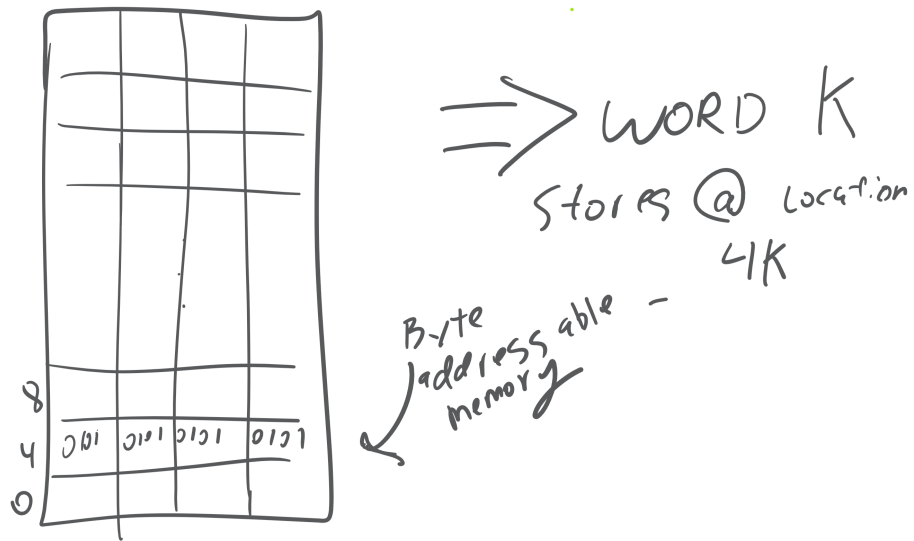 WORD K
Stores @ Location
4K
Byte
addressable -
memory
8
4 0101 0101 0101 0101
0